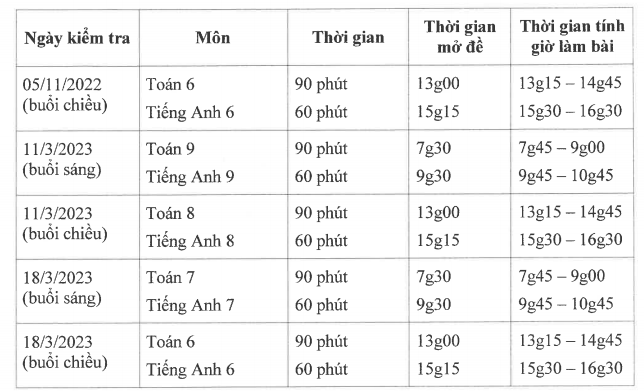 Ngày kiểm tra | Môn | Thời gian | Thời gian mở đề | Thời gian tính giờ làm bài
05/11/2022 (buổi chiều) | Toán 6 | 90 phút | 13g00 | 13g15 – 14g45
Tiếng Anh 6 | 60 phút | 15g15 | 15g30 – 16g30
11/3/2023 (buổi sáng) | Toán 9 | 90 phút | 7g30 | 7g45 – 9g00
Tiếng Anh 9 | 60 phút | 9g30 | 9g45 – 10g45
11/3/2023 (buổi chiều) | Toán 8 | 90 phút | 13g00 | 13g15 – 14g45
Tiếng Anh 8 | 60 phút | 15g15 | 15g30 – 16g30
18/3/2023 (buổi sáng) | Toán 7 | 90 phút | 7g30 | 7g45 – 9g00
Tiếng Anh 7 | 60 phút | 9g30 | 9g45 – 10g45
18/3/2023 (buổi chiều) | Toán 6 | 90 phút | 13g00 | 13g15 – 14g45
Tiếng Anh 6 | 60 phút | 15g15 | 15g30 – 16g30